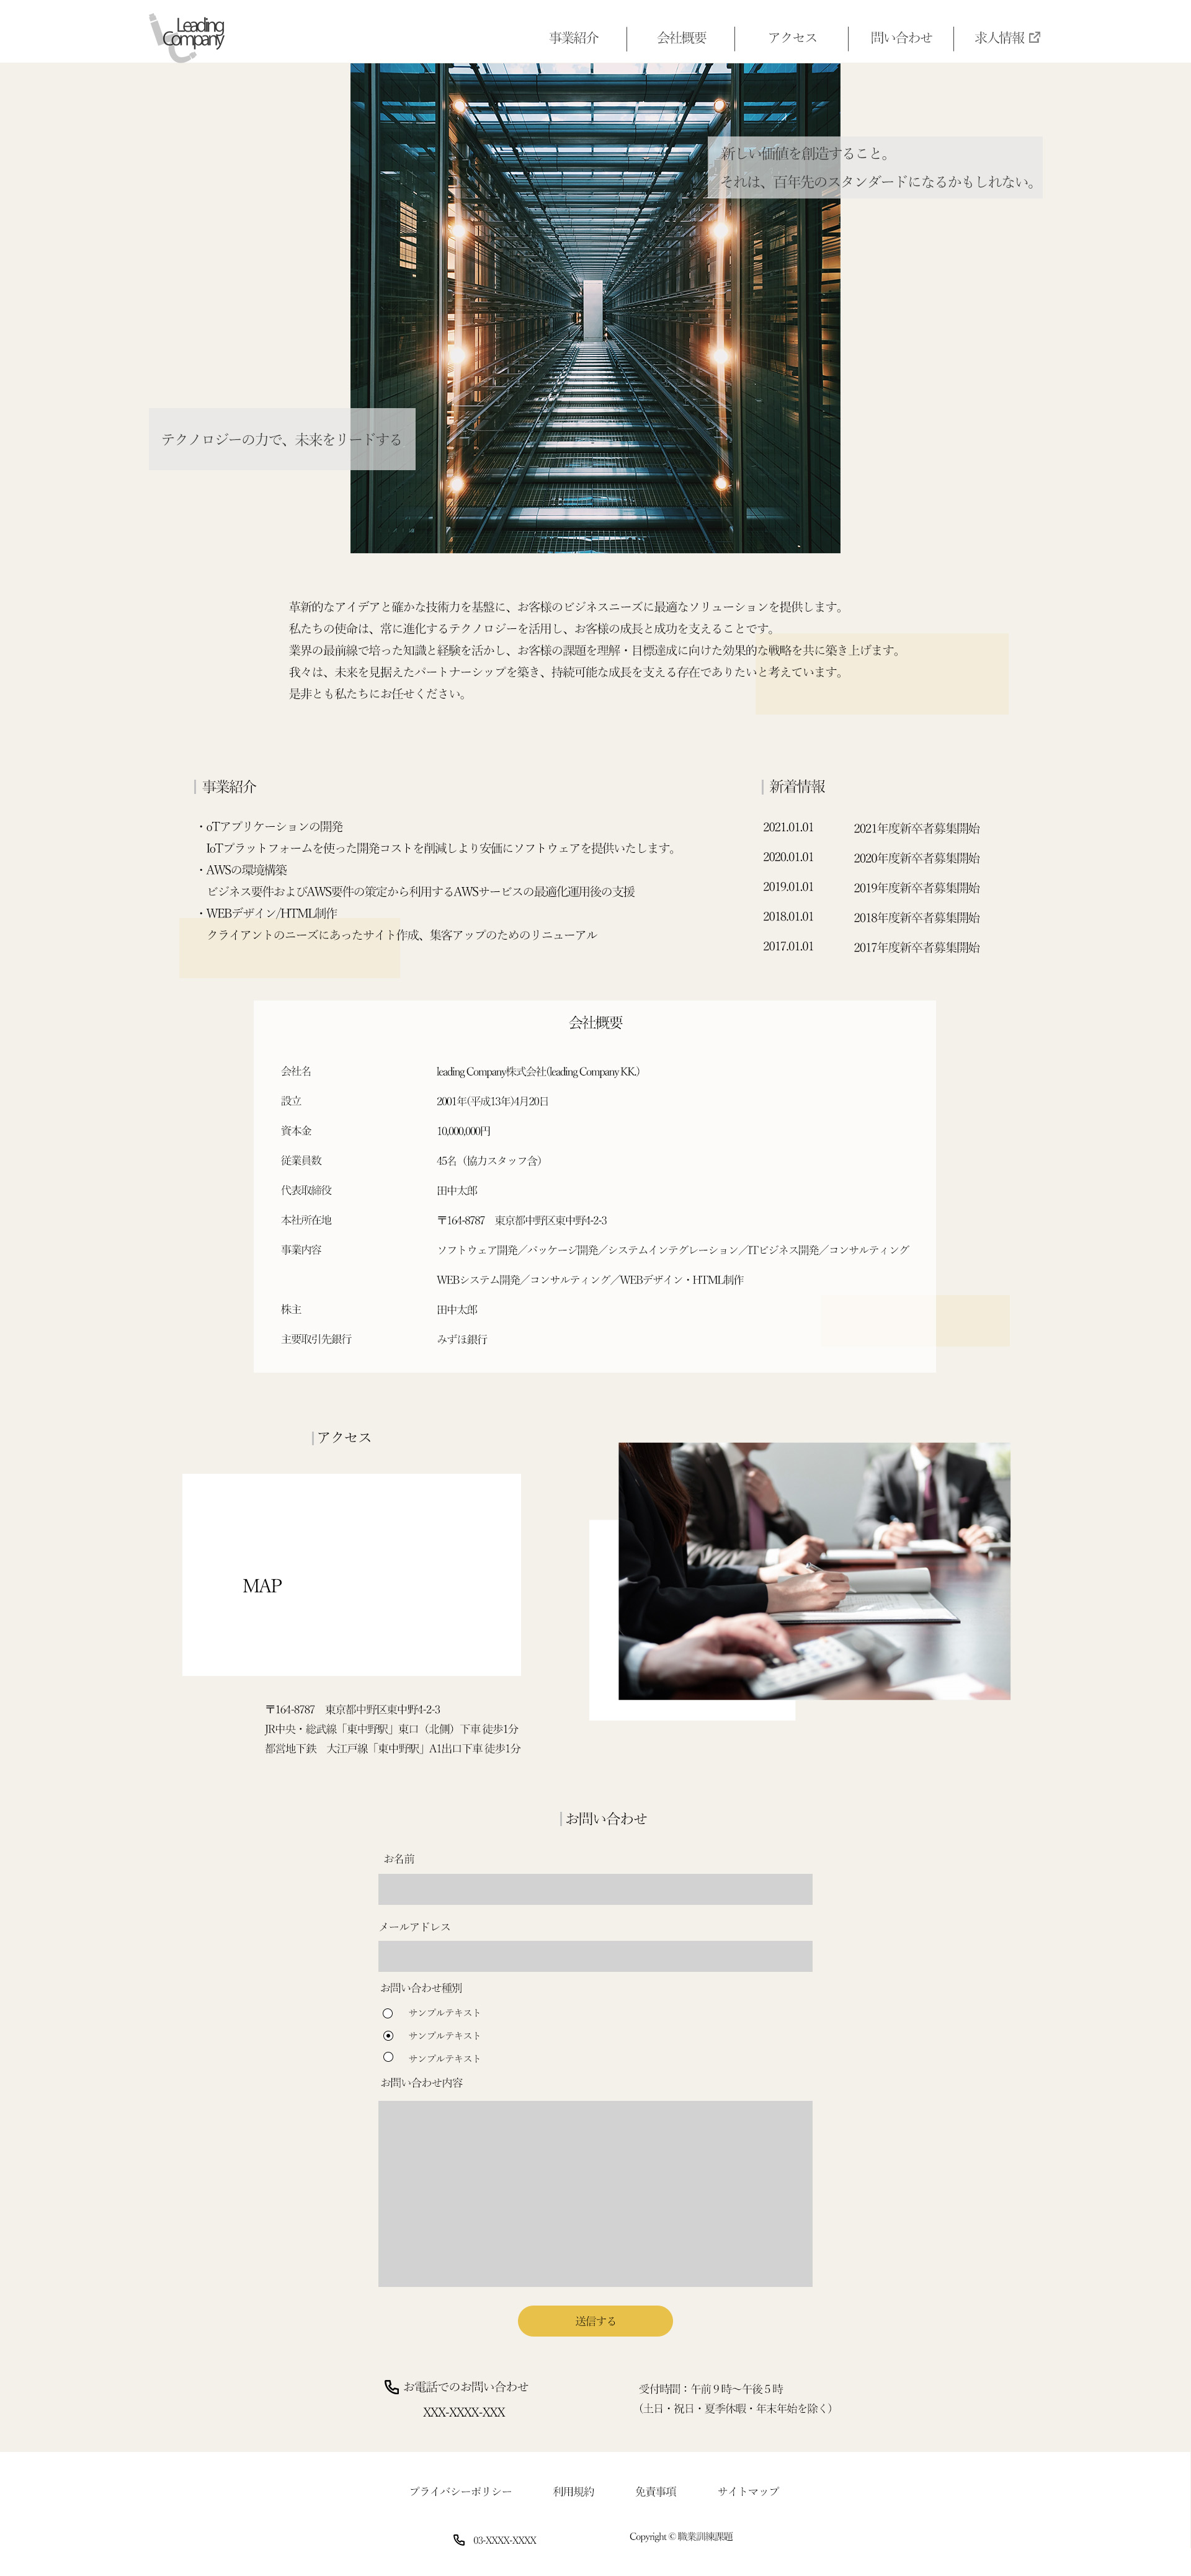 Leading
Company
事業紹介
会社概要
アクセス
問い合わせ
求人情報
新しい価値を創造すること。
それは、百年先のスタンダードになるかもしれない。
テクノロジーの力で、未来をリードする
革新的なアイデアと確かな技術力を基盤に、お客様のビジネスニーズに最適なソリューションを提供します。
私たちの使命は、常に進化するテクノロジーを活用し、お客様の成長と成功を支えることです。
業界の最前線で培った知識と経験を活かし、お客様の課題を理解・目標達成に向けた効果的な戦略を共に築き上げます。
我々は、未来を見据えたパートナーシップを築き、持続可能な成長を支える存在でありたいと考えています。
是非とも私たちにお任せください。
事業紹介
・oTアプリケーションの開発
IoTプラットフォームを使った開発コストを削減しより安価にソフトウェアを提供いたします。
・AWSの環境構築
ビジネス要件およびAWS要件の策定から利用するAWSサービスの最適化運用後の支援
・WEBデザイン/HTML制作
クライアントのニーズにあったサイト作成、集客アップのためのリニューアル
新着情報
2021.01.01 2021年度新卒者募集開始
2020.01.01 2020年度新卒者募集開始
2019.01.01 2019年度新卒者募集開始
2018.01.01 2018年度新卒者募集開始
2017.01.01 2017年度新卒者募集開始
会社概要
会社名 leading Company株式会社(leading Company KK.)
設立 2001年(平成13年)4月20日
資本金 10,000,000円
従業員数 45名（協力スタッフ含）
代表取締役 田中太郎
本社所在地 〒164-8787　東京都中野区東中野4-2-3
事業内容 ソフトウェア開発／パッケージ開発／システムインテグレーション／ITビジネス開発／コンサルティング
WEBシステム開発／コンサルティング／WEBデザイン・HTML制作
株主 田中太郎
主要取引先銀行 みずほ銀行
アクセス
MAP
〒164-8787　東京都中野区東中野4-2-3
JR中央・総武線「東中野駅」東口（北側）下車 徒歩1分
都営地下鉄　大江戸線「東中野駅」A1出口下車 徒歩1分
お問い合わせ
お名前
メールアドレス
お問い合わせ種別
サンプルテキスト
サンプルテキスト
サンプルテキスト
お問い合わせ内容
送信する
お電話でのお問い合わせ
XXX-XXXX-XXX
受付時間：午前９時～午後５時
（土日・祝日・夏季休暇・年末年始を除く）
プライバシーポリシー
利用規約
免責事項
サイトマップ
03-XXXX-XXXX
Copyright © 職業訓練課題